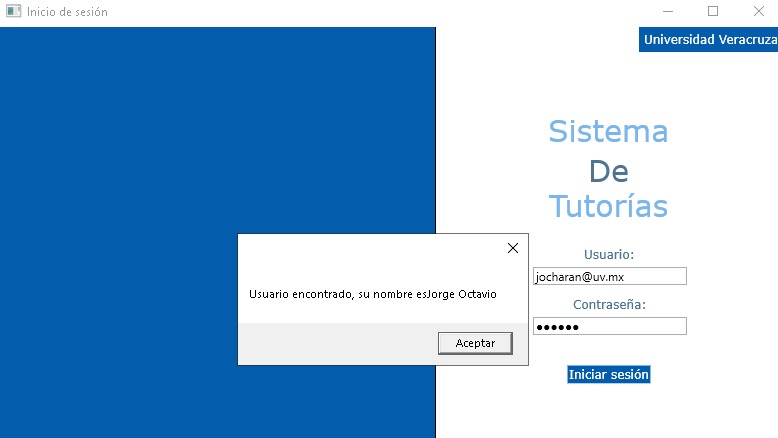 Inicio de sesión
Universidad Veracruza
Sistema
De
Tutorías
Usuario:
jocharan@uv.mx
Contraseña:
●●●●●●
Iniciar sesión
Usuario encontrado, su nombre esJorge Octavio
Aceptar